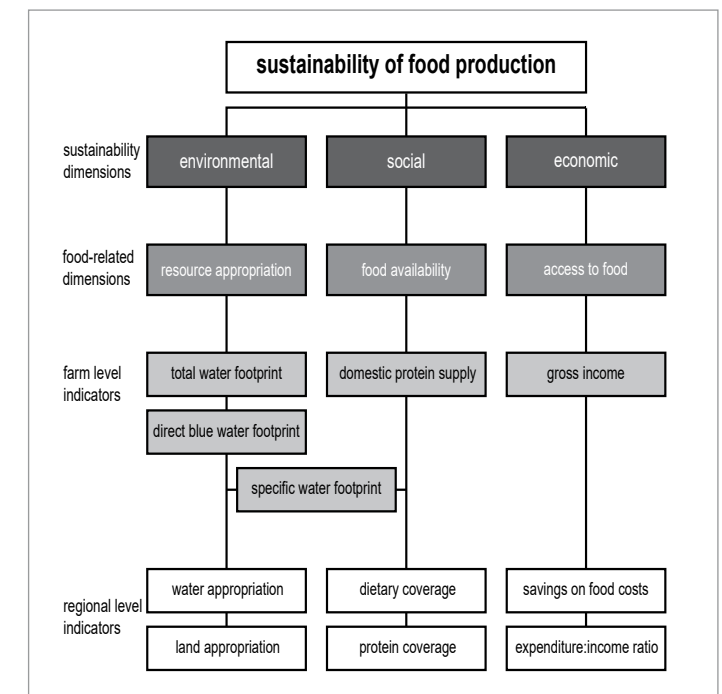 sustainability of food production
sustainability
dimensions
environmental
social
economic
food-related
dimensions
resource appropriation
food availability
access to food
farm level
indicators
total water footprint
domestic protein supply
gross income
direct blue water footprint
specific water footprint
regional level
indicators
water appropriation
dietary coverage
savings on food costs
land appropriation
protein coverage
expenditure:income ratio